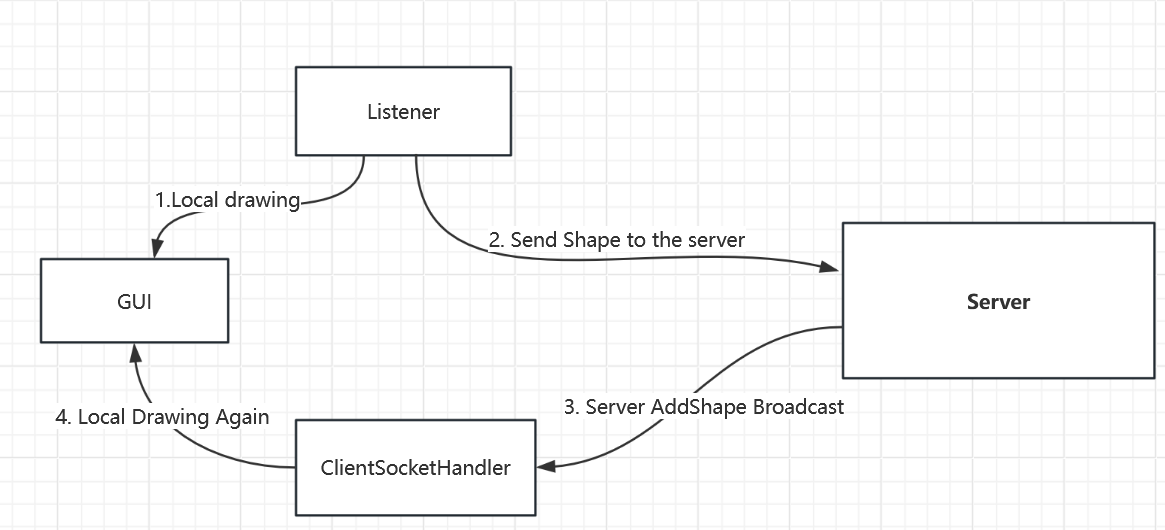 Listener
1.Local drawing
2. Send Shape to the server
GUI
Server
3. Server AddShape Broadcast
4. Local Drawing Again
ClientSocketHandler